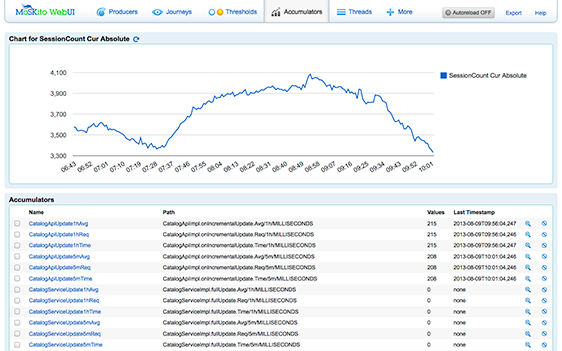 MoSKito WebUI Producers Journeys Thresholds Accumulators Threads More Autoreload OFF Export Help
Chart for SessionCount Cur Absolute
4,100
3,900
3,700
3,500
3,300
SessionCount Cur Absolute
06:43 06:52 07:01 07:10 07:19 07:28 07:37 07:46 07:55 08:04 08:13 08:22 08:31 08:40 08:49 08:58 09:07 09:16 09:25 09:34 09:43 09:52 10:01
Accumulators
Name Path Values Last Timestamp
CatalogApiUpdate1hAvg CatalogApiImpl.onIncrementalUpdate.Avg/1h/MILLISECONDS 215 2013-08-09T09:56:04,247
CatalogApiUpdate1hReq CatalogApiImpl.onIncrementalUpdate.Req/1h/MILLISECONDS 215 2013-08-09T09:56:04,246
CatalogApiUpdate1hTime CatalogApiImpl.onIncrementalUpdate.Time/1h/MILLISECONDS 215 2013-08-09T09:56:04,247
CatalogApiUpdate5mAvg CatalogApiImpl.onIncrementalUpdate.Avg/5m/MILLISECONDS 208 2013-08-09T10:01:04,246
CatalogApiUpdate5mReq CatalogApiImpl.onIncrementalUpdate.Req/5m/MILLISECONDS 208 2013-08-09T10:01:04,246
CatalogApiUpdate5mTime CatalogApiImpl.onIncrementalUpdate.Time/5m/MILLISECONDS 208 2013-08-09T10:01:04,246
CatalogServiceUpdate1hAvg CatalogServiceImpl.fullUpdate.Avg/1h/MILLISECONDS 0 none
CatalogServiceUpdate1hReq CatalogServiceImpl.fullUpdate.Req/1h/MILLISECONDS 0 none
CatalogServiceUpdate1hTime CatalogServiceImpl.fullUpdate.Time/1h/MILLISECONDS 0 none
CatalogServiceUpdate5mAvg CatalogServiceImpl.fullUpdate.Avg/5m/MILLISECONDS 0 none
CatalogServiceUpdate5mReq CatalogServiceImpl.fullUpdate.Req/5m/MILLISECONDS 0 none
CatalogServiceUpdate5mTime CatalogServiceImpl.fullUpdate.Time/5m/MILLISECONDS 0 none